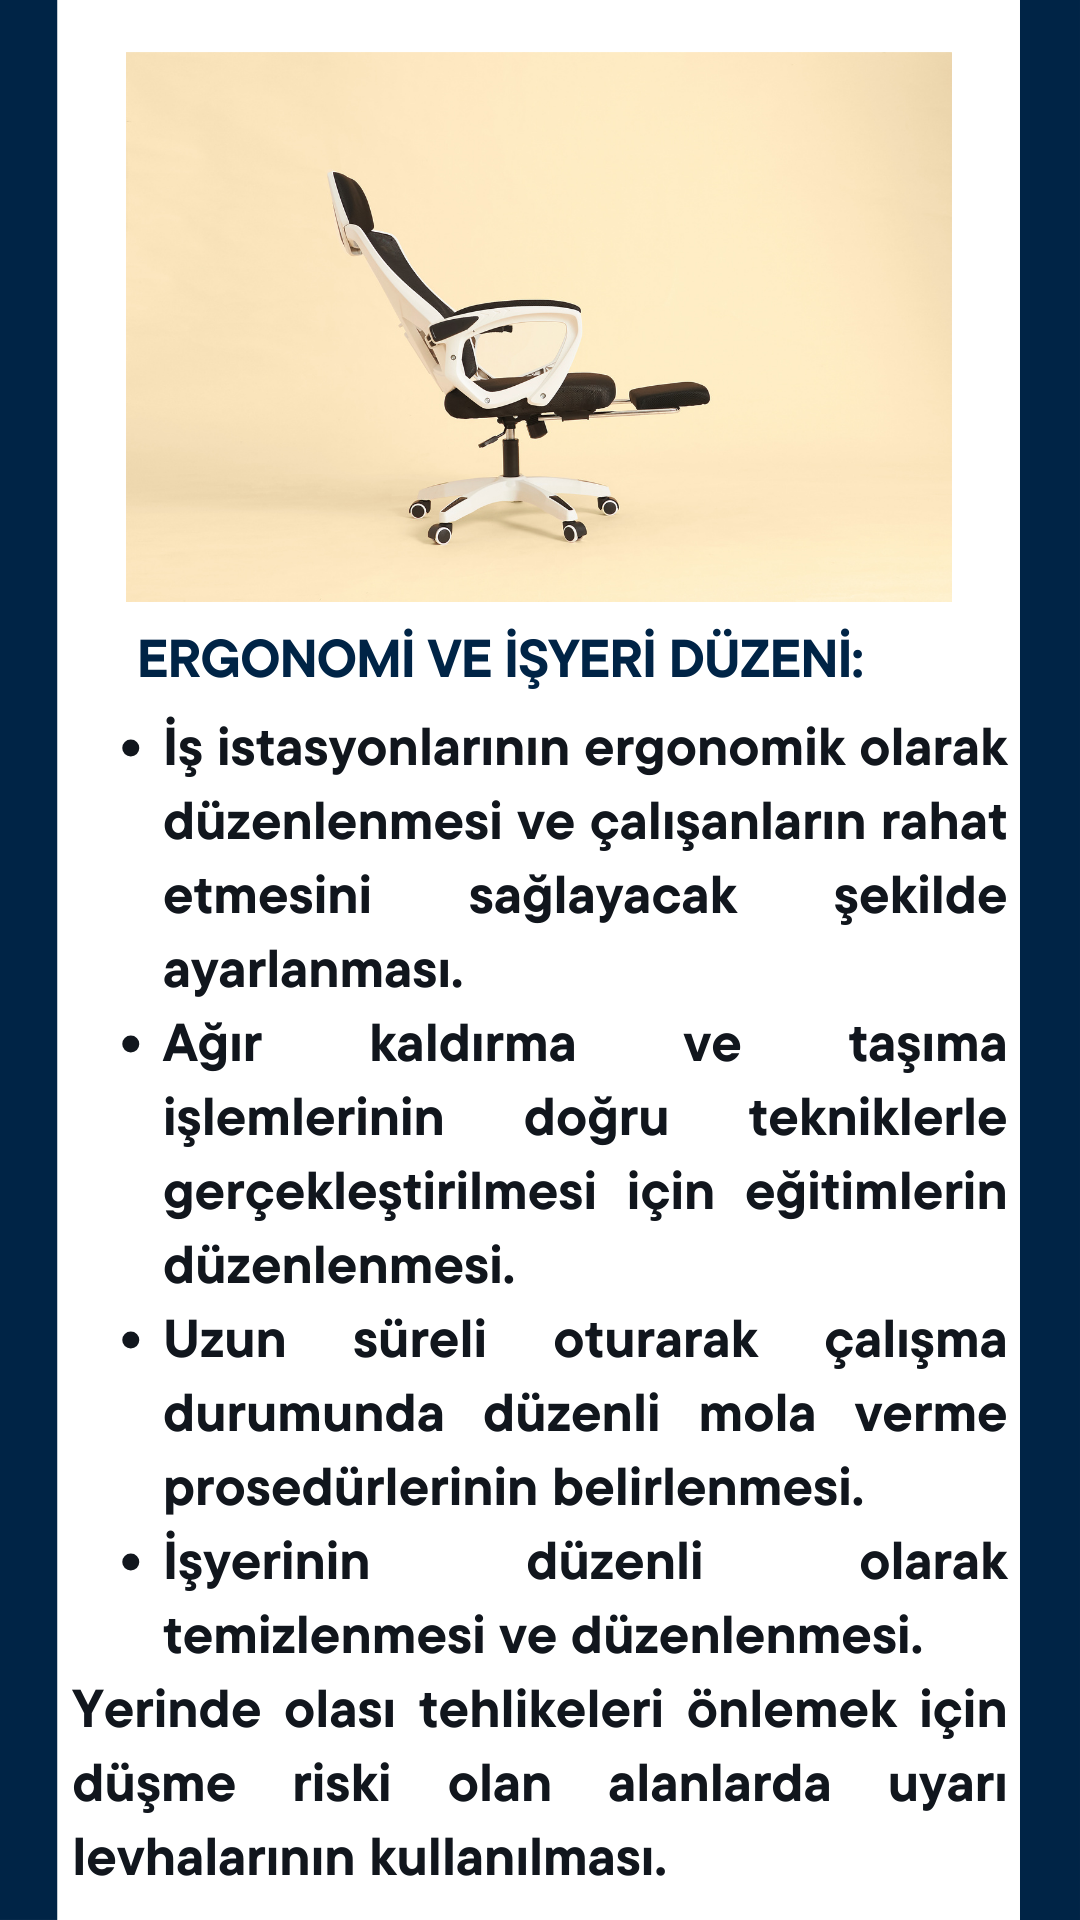 ERGONOMİ VE İŞYERİ DÜZENİ:
• İş istasyonlarının ergonomik olarak
düzenlenmesi ve çalışanların rahat
etmesini sağlayacak şekilde
ayarlanması.
• Ağır kaldırma ve taşıma
işlemlerinin doğru tekniklerle
gerçekleştirilmesi için eğitimlerin
düzenlenmesi.
• Uzun süreli oturarak çalışma
durumunda düzenli mola verme
prosedürlerinin belirlenmesi.
• İşyerinin düzenli olarak
temizlenmesi ve düzenlenmesi.
Yerinde olası tehlikeleri önlemek için
düşme riski olan alanlarda uyarı
levhalarının kullanılması.